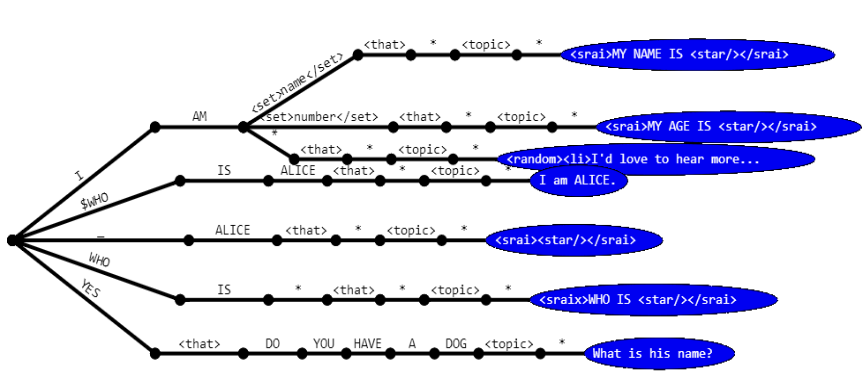 <that> * <topic> * <srai>MY NAME IS <star/></srai>
<set>name</set>
I AM <set>number</set> <that> * <topic> * <srai>MY AGE IS <star/></srai>
* <that> * <topic> * <random><li>I'd love to hear more...
$WHO IS ALICE <that> * <topic> * I am ALICE.
_ ALICE <that> * <topic> * <srai><star/></srai>
WHO IS * <that> * <topic> * <sraix>WHO IS <star/></srai>
YES <that> DO YOU HAVE A DOG <topic> * What is his name?